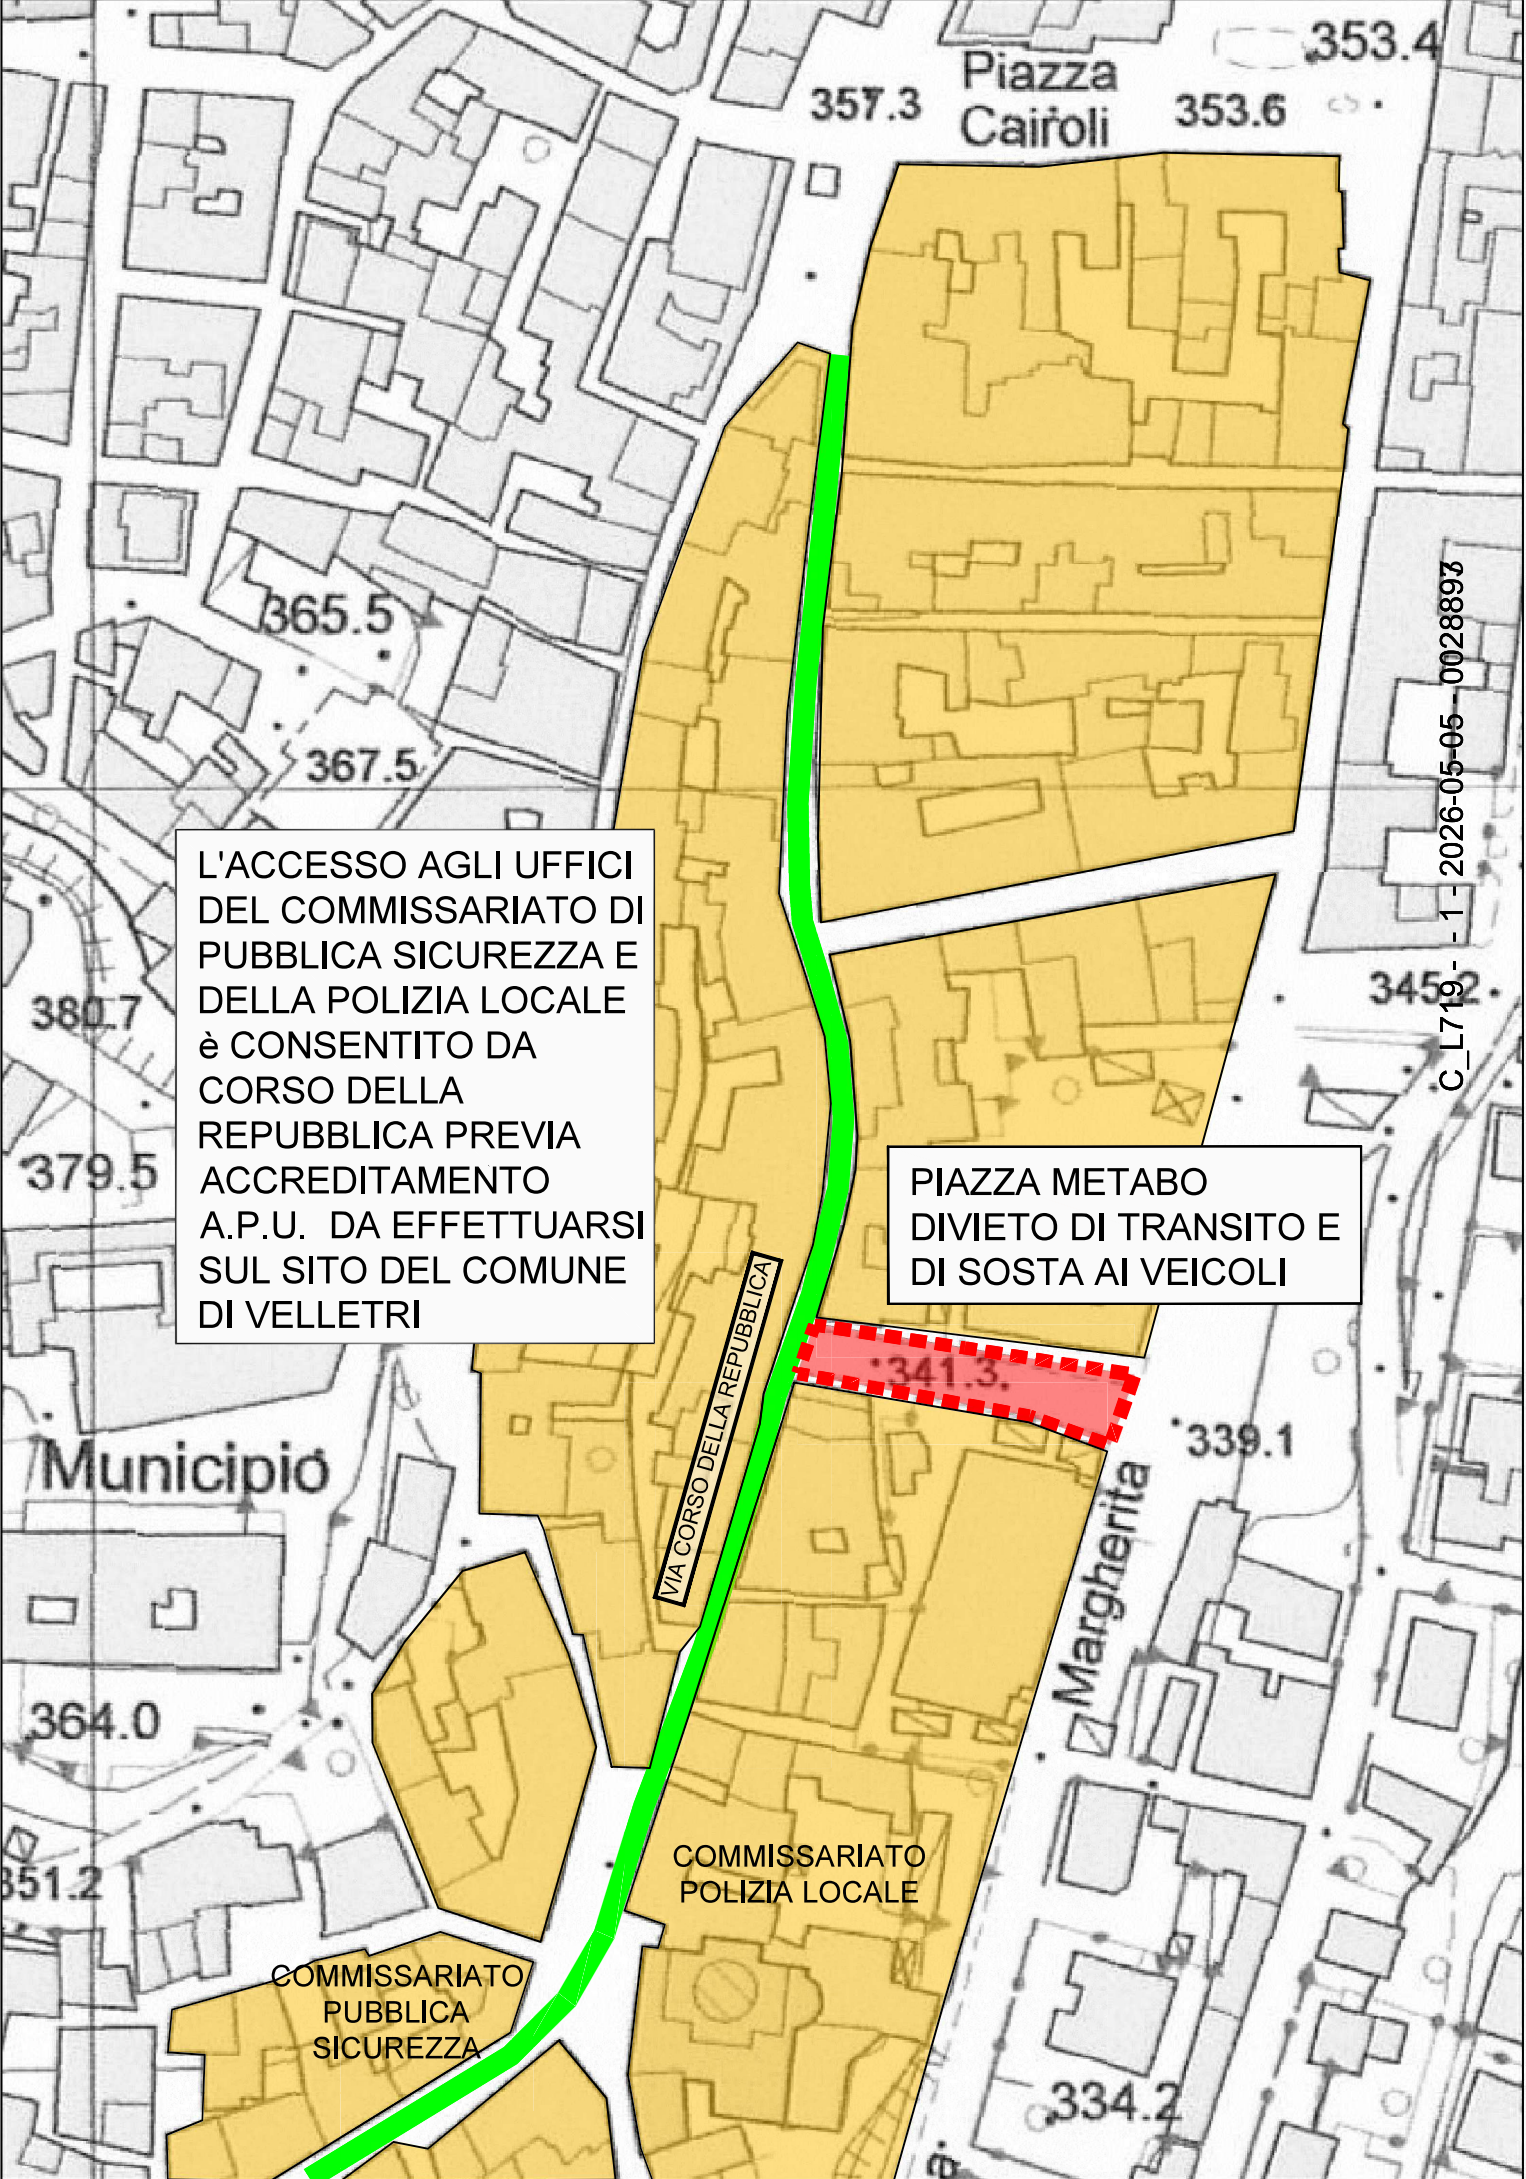 353.4
Piazza
Cairoli
357.3
353.6
365.5
367.5
C_L719 - - 1 - 2026-05-05 - 0028893
L'ACCESSO AGLI UFFICI
DEL COMMISSARIATO DI
PUBBLICA SICUREZZA E
DELLA POLIZIA LOCALE
è CONSENTITO DA
CORSO DELLA
REPUBBLICA PREVIA
ACCREDITAMENTO
A.P.U. DA EFFETTUARSI
SUL SITO DEL COMUNE
DI VELLETRI
380.7
345.2
379.5
PIAZZA METABO
DIVIETO DI TRANSITO E
DI SOSTA AI VEICOLI
VIA CORSO DELLA REPUBBLICA
341.3
339.1
Municipio
Margherita
364.0
COMMISSARIATO
POLIZIA LOCALE
351.2
COMMISSARIATO
PUBBLICA
SICUREZZA
334.2